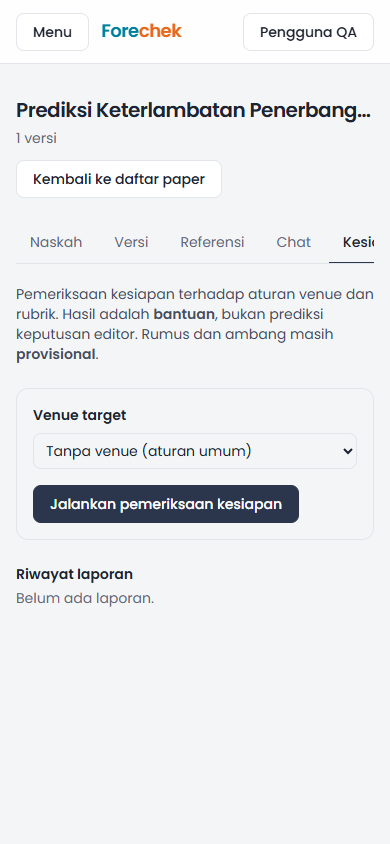 Menu
Forechek
Pengguna QA
Prediksi Keterlambatan Penerbang...
1 versi
Kembali ke daftar paper
Naskah
Versi
Referensi
Chat
Pemeriksaan kesiapan terhadap aturan venue dan
rubrik. Hasil adalah bantuan, bukan prediksi
keputusan editor. Rumus dan ambang masih
provisional.
Venue target
Tanpa venue (aturan umum)
Jalankan pemeriksaan kesiapan
Riwayat laporan
Belum ada laporan.